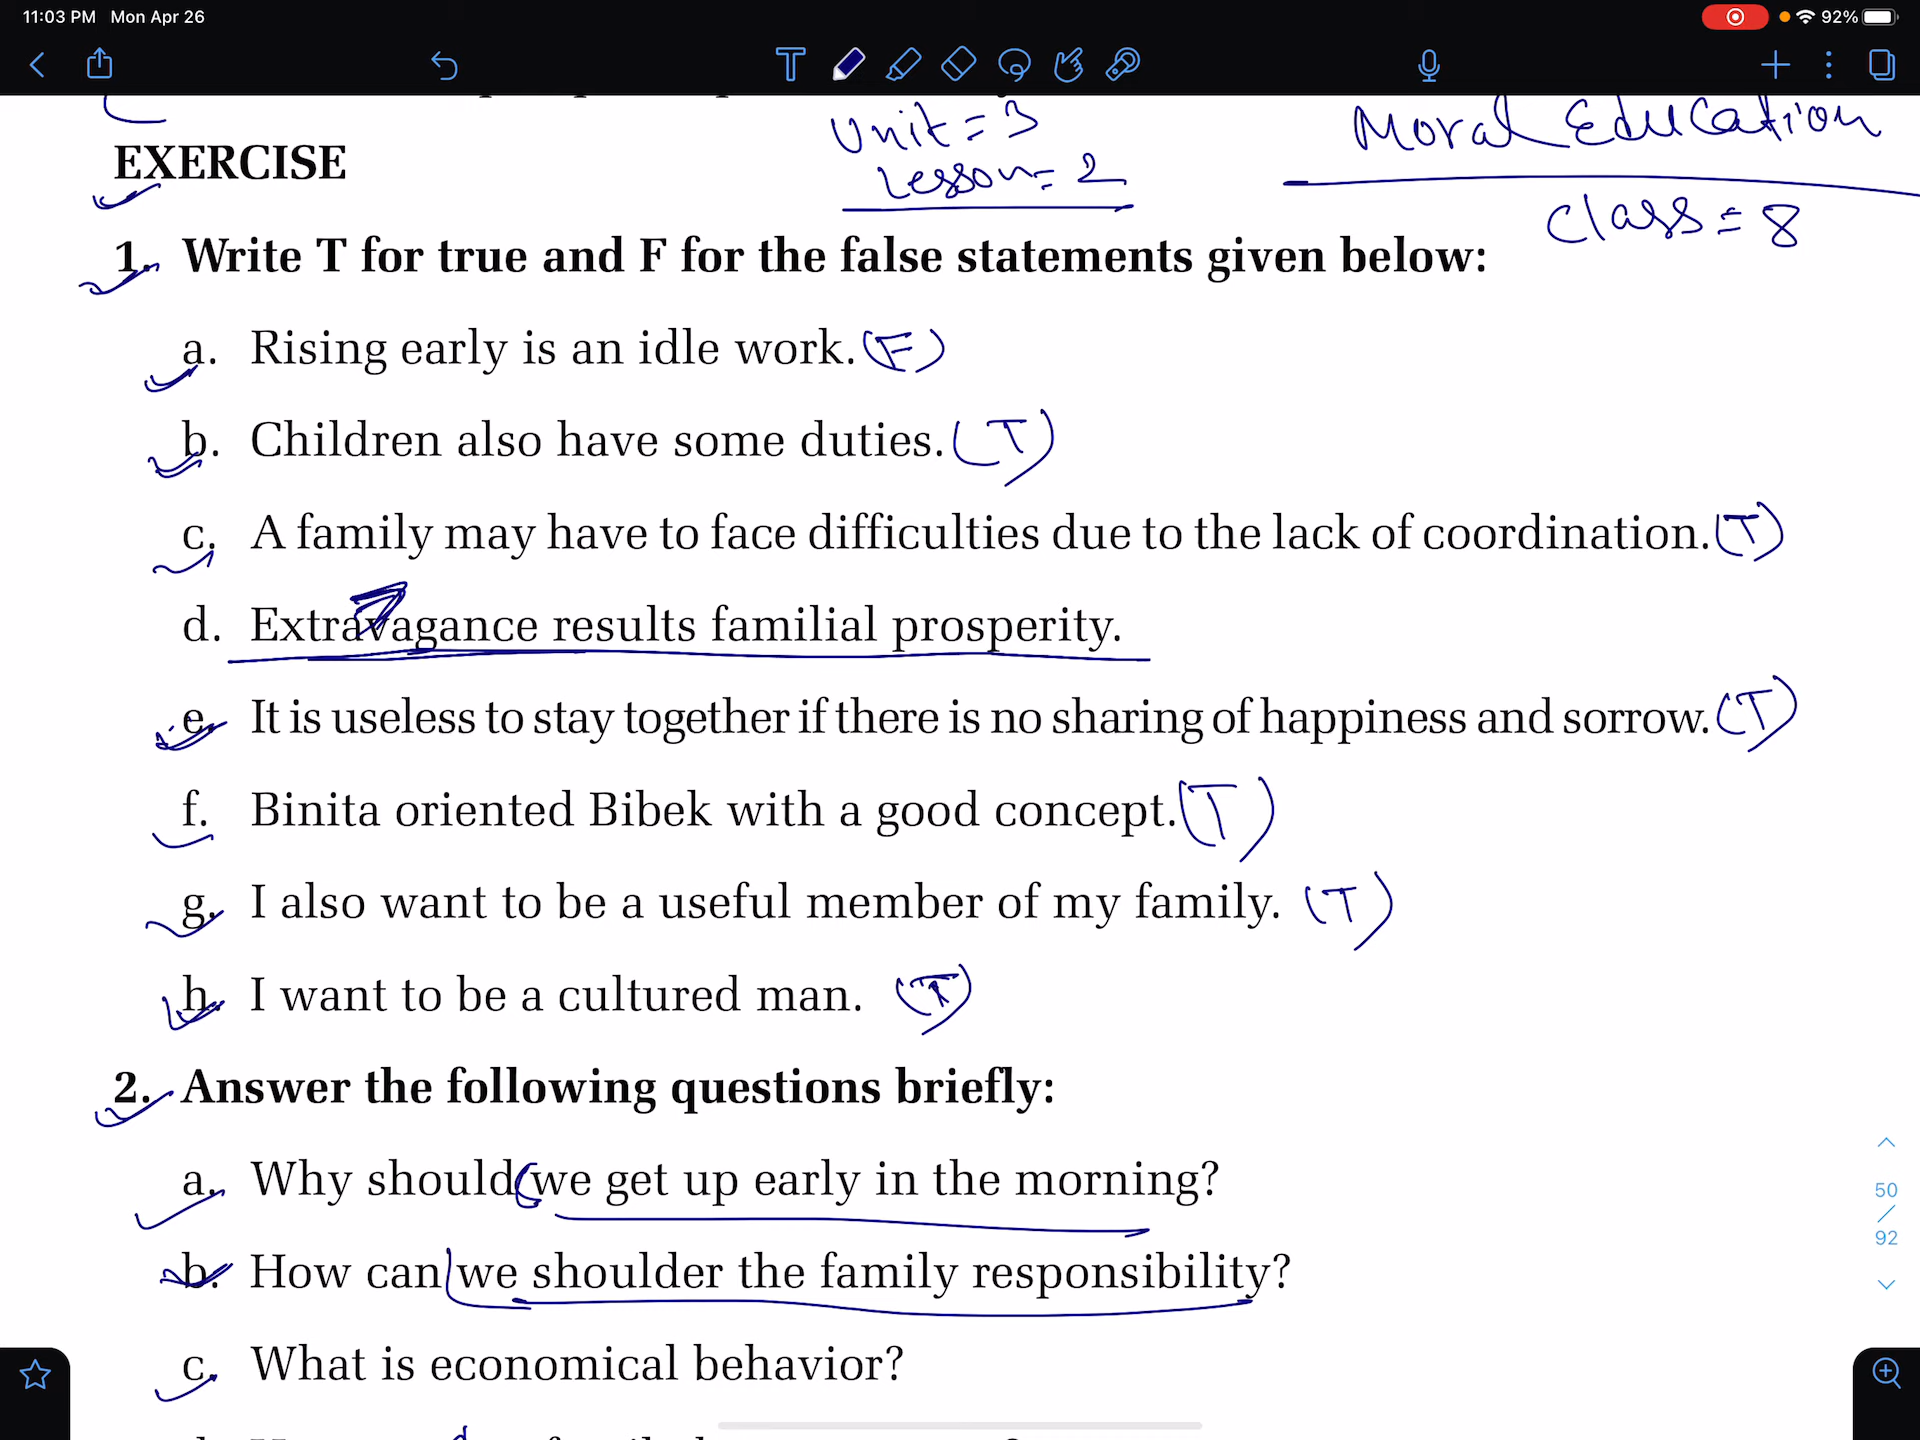 11:03 PM Mon Apr 26
92%
Unit = 3
Moral Education
EXERCISE
Lesson = 2
Class = 8
1. Write T for true and F for the false statements given below:
a. Rising early is an idle work. (F)
b. Children also have some duties. (T)
c. A family may have to face difficulties due to the lack of coordination. (T)
d. Extravagance results familial prosperity.
e. It is useless to stay together if there is no sharing of happiness and sorrow. (T)
f. Binita oriented Bibek with a good concept. (T)
g. I also want to be a useful member of my family. (T)
h. I want to be a cultured man. (T)
2. Answer the following questions briefly:
a. Why should we get up early in the morning?
50
/
92
b. How can we shoulder the family responsibility?
c. What is economical behavior?